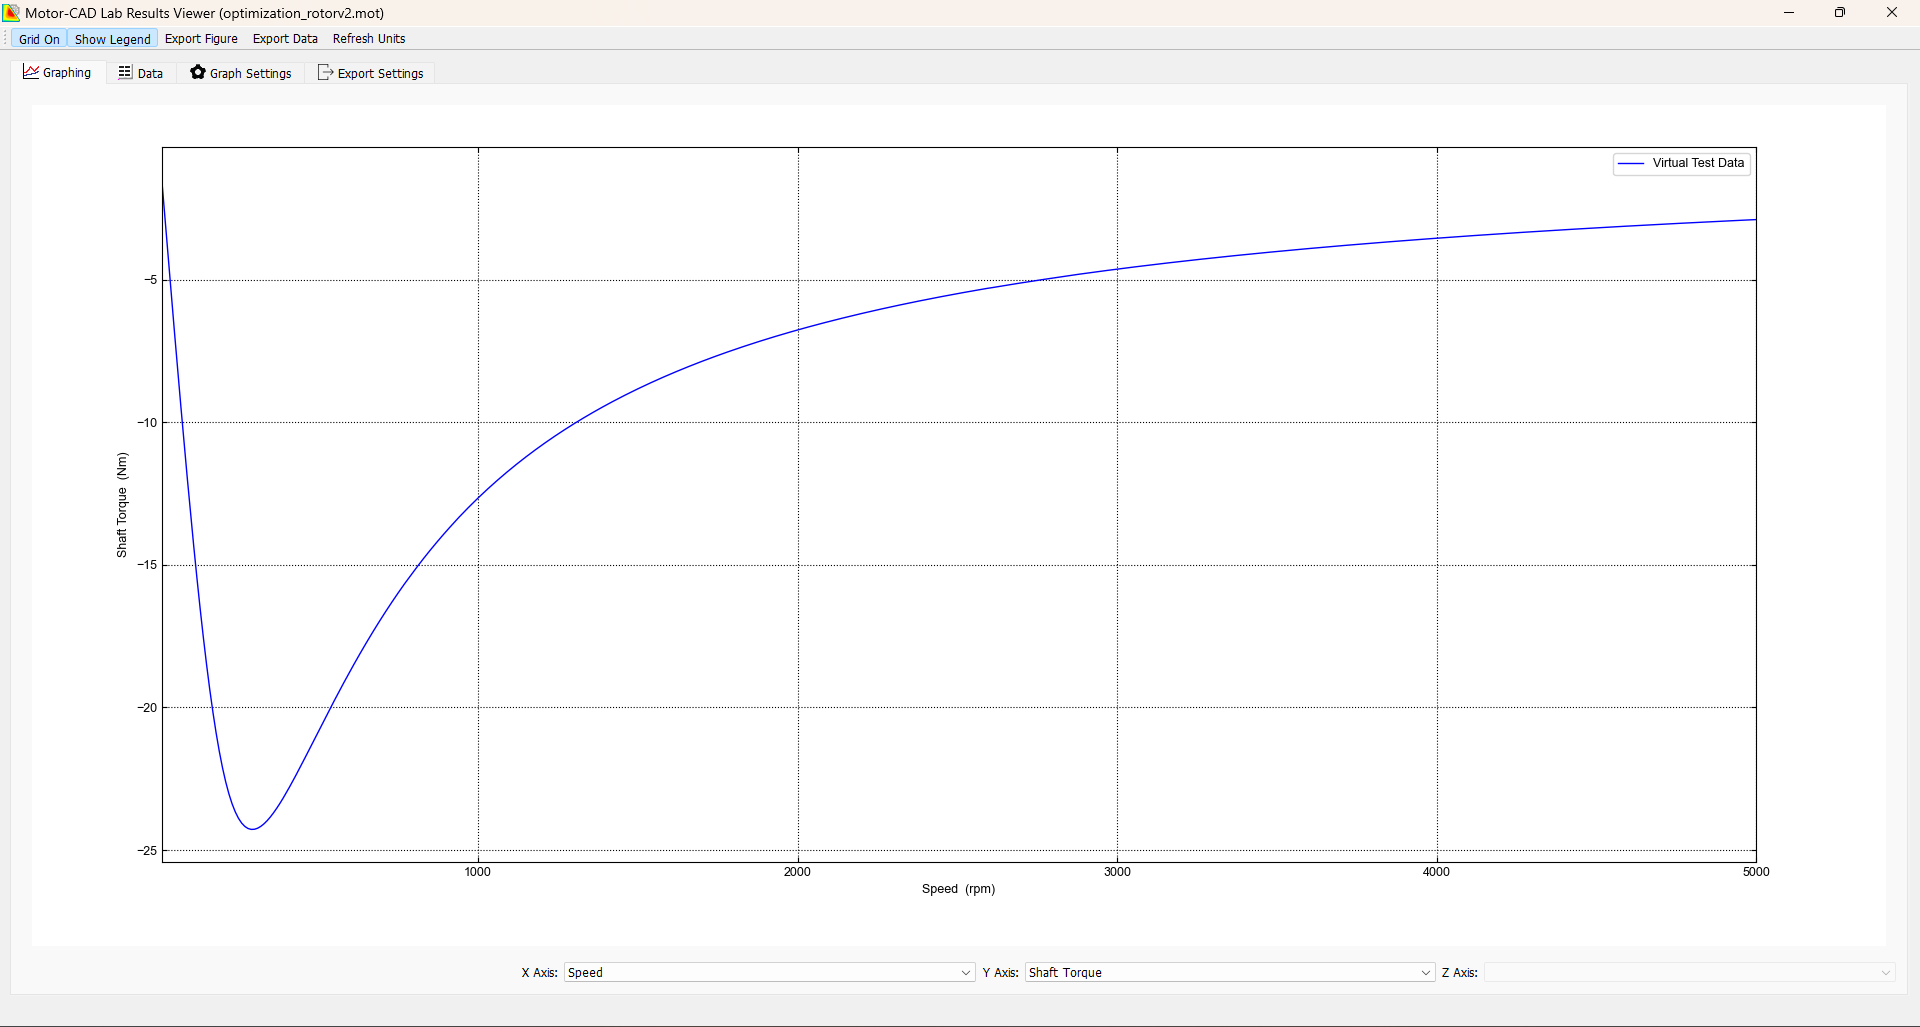 Motor-CAD Lab Results Viewer (optimization_rotorv2.mot)
Grid On Show Legend Export Figure Export Data Refresh Units
Graphing Data Graph Settings Export Settings
Virtual Test Data
−5
−10
−15
−20
−25
Shaft Torque (Nm)
1000 2000 3000 4000 5000
Speed (rpm)
X Axis: Speed Y Axis: Shaft Torque Z Axis: